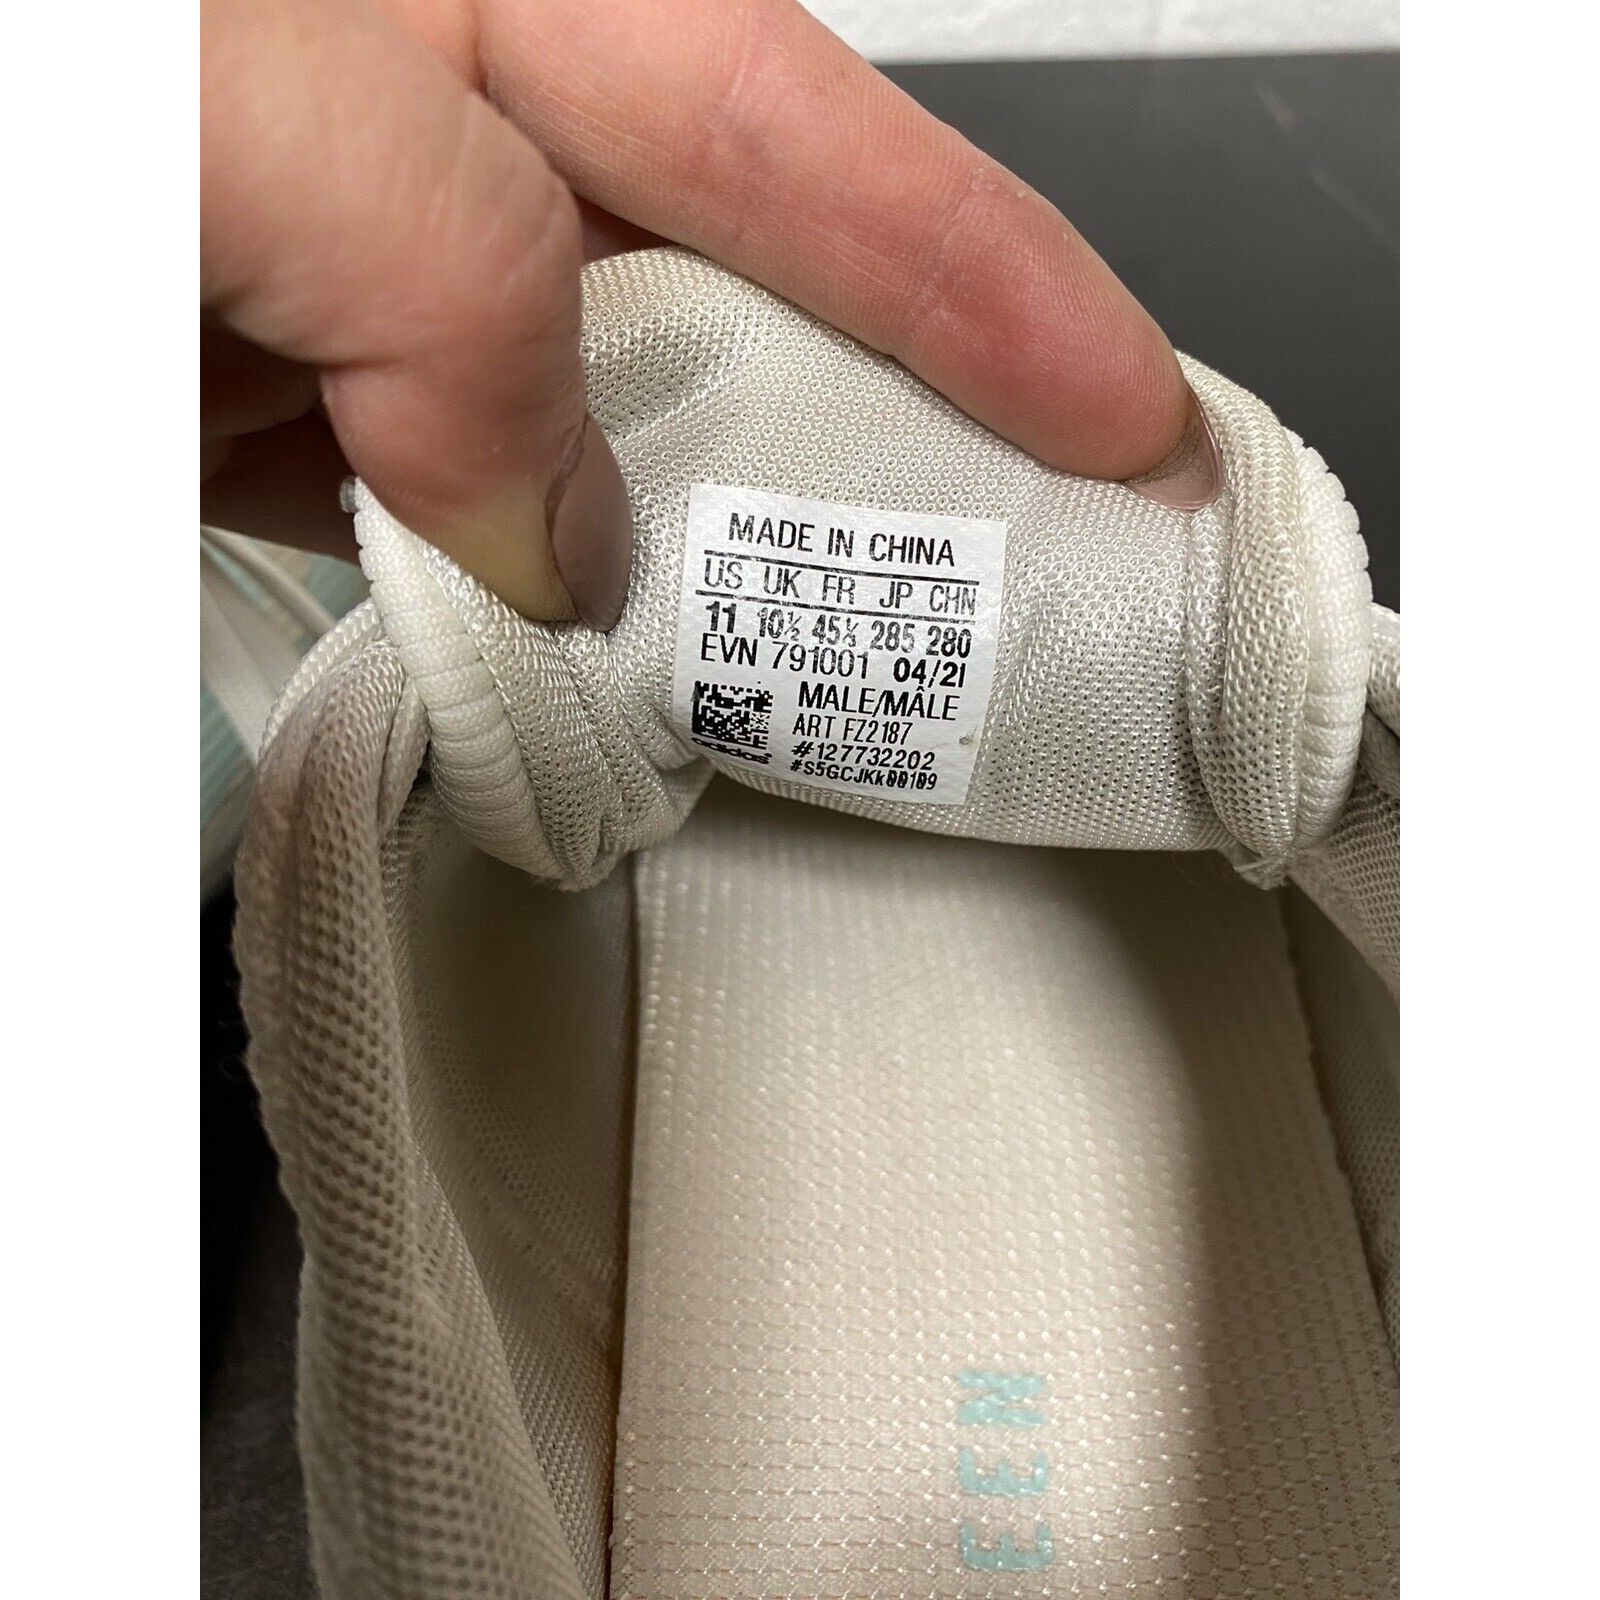 MADE IN CHINA
US UK FR JP CHN
11 10½ 45⅓ 285 280
EVN 791001 04/21
MALE/MÂLE
ART FZ2187
adidas
#127732202
#S5GCJKk00109
N33